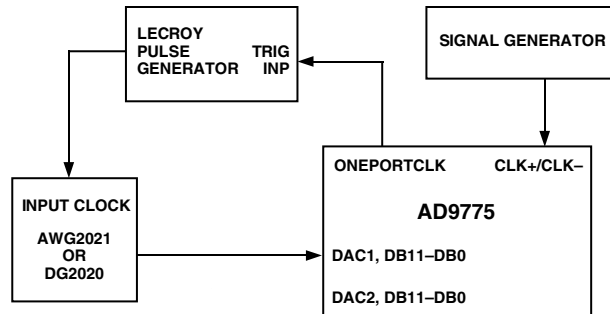 LECROY
PULSE TRIG
GENERATOR INP
SIGNAL GENERATOR
ONEPORTCLK CLK+/CLK–
AD9775
INPUT CLOCK
AWG2021
OR
DG2020
DAC1, DB11–DB0
DAC2, DB11–DB0